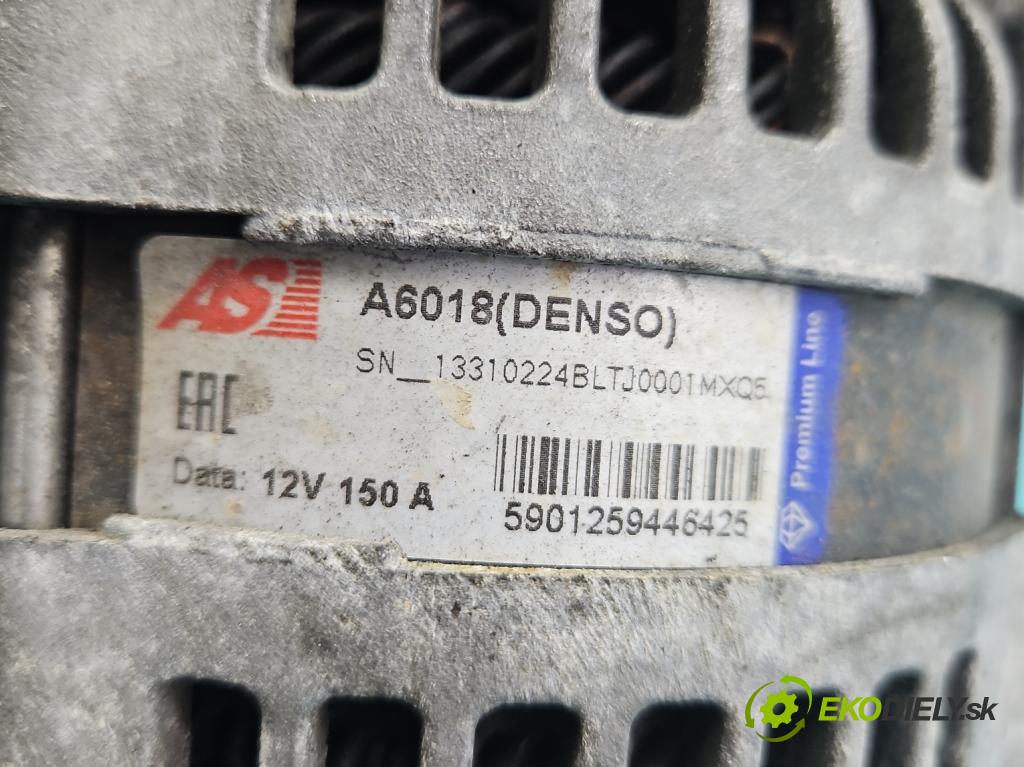 AS
A6018(DENSO)
SN__13310224BLTJ0001MXQ5
EAC
Data: 12V 150 A
5901259446425
Premium Line
EKODIELY.sk